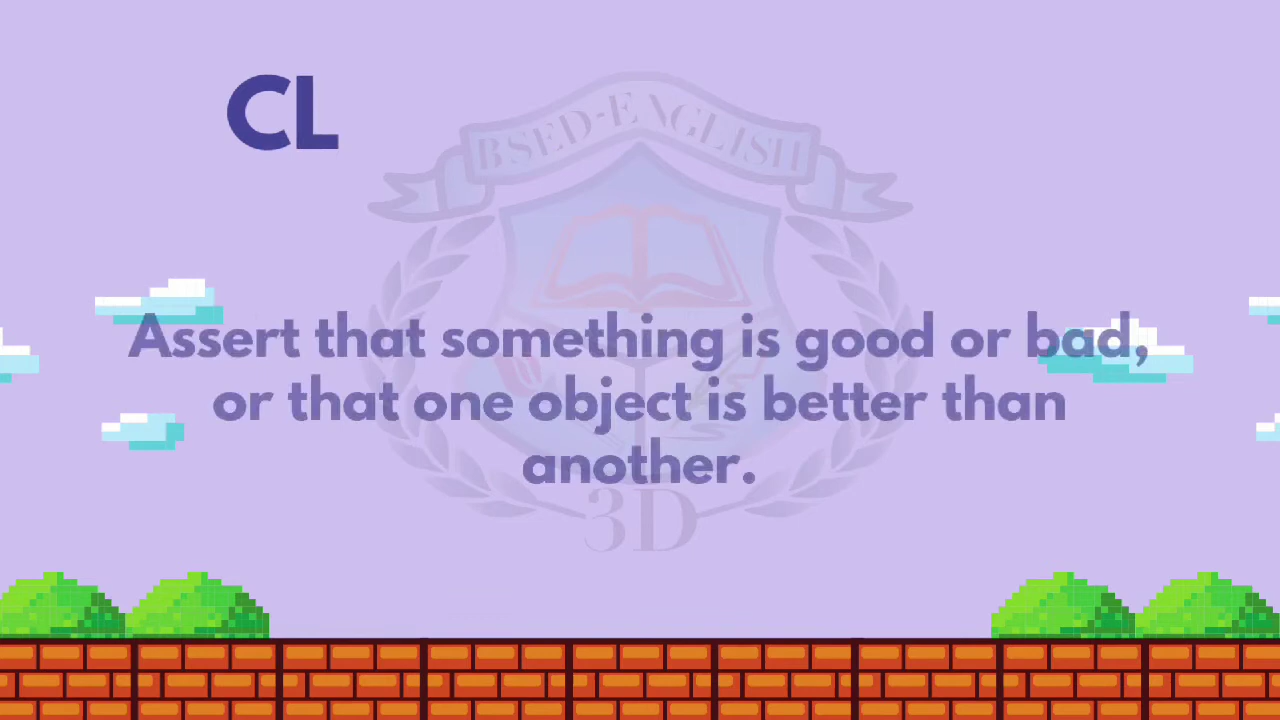 CL
BSED-ENGLISH
Assert that something is good or bad,
or that one object is better than
another.
3D